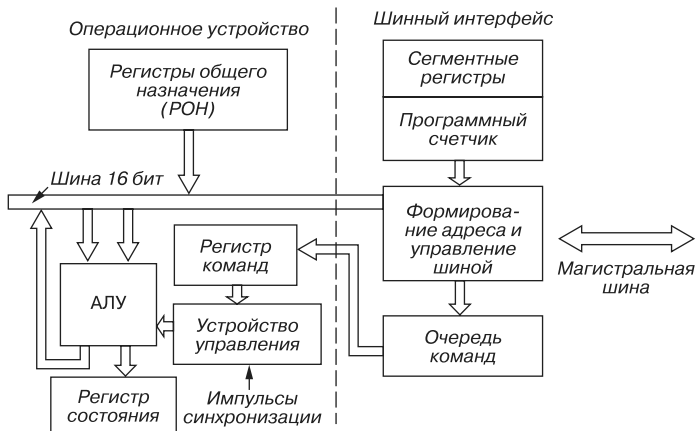 Операционное устройство
Шинный интерфейс
Регистры общего
назначения
(РОН)
Сегментные
регистры
Программный
счетчик
Шина 16 бит
Формирова-
ние адреса и
управление
шиной
Магистральная
шина
Регистр
команд
АЛУ
Устройство
управления
Очередь
команд
Регистр
состояния
Импульсы
синхронизации